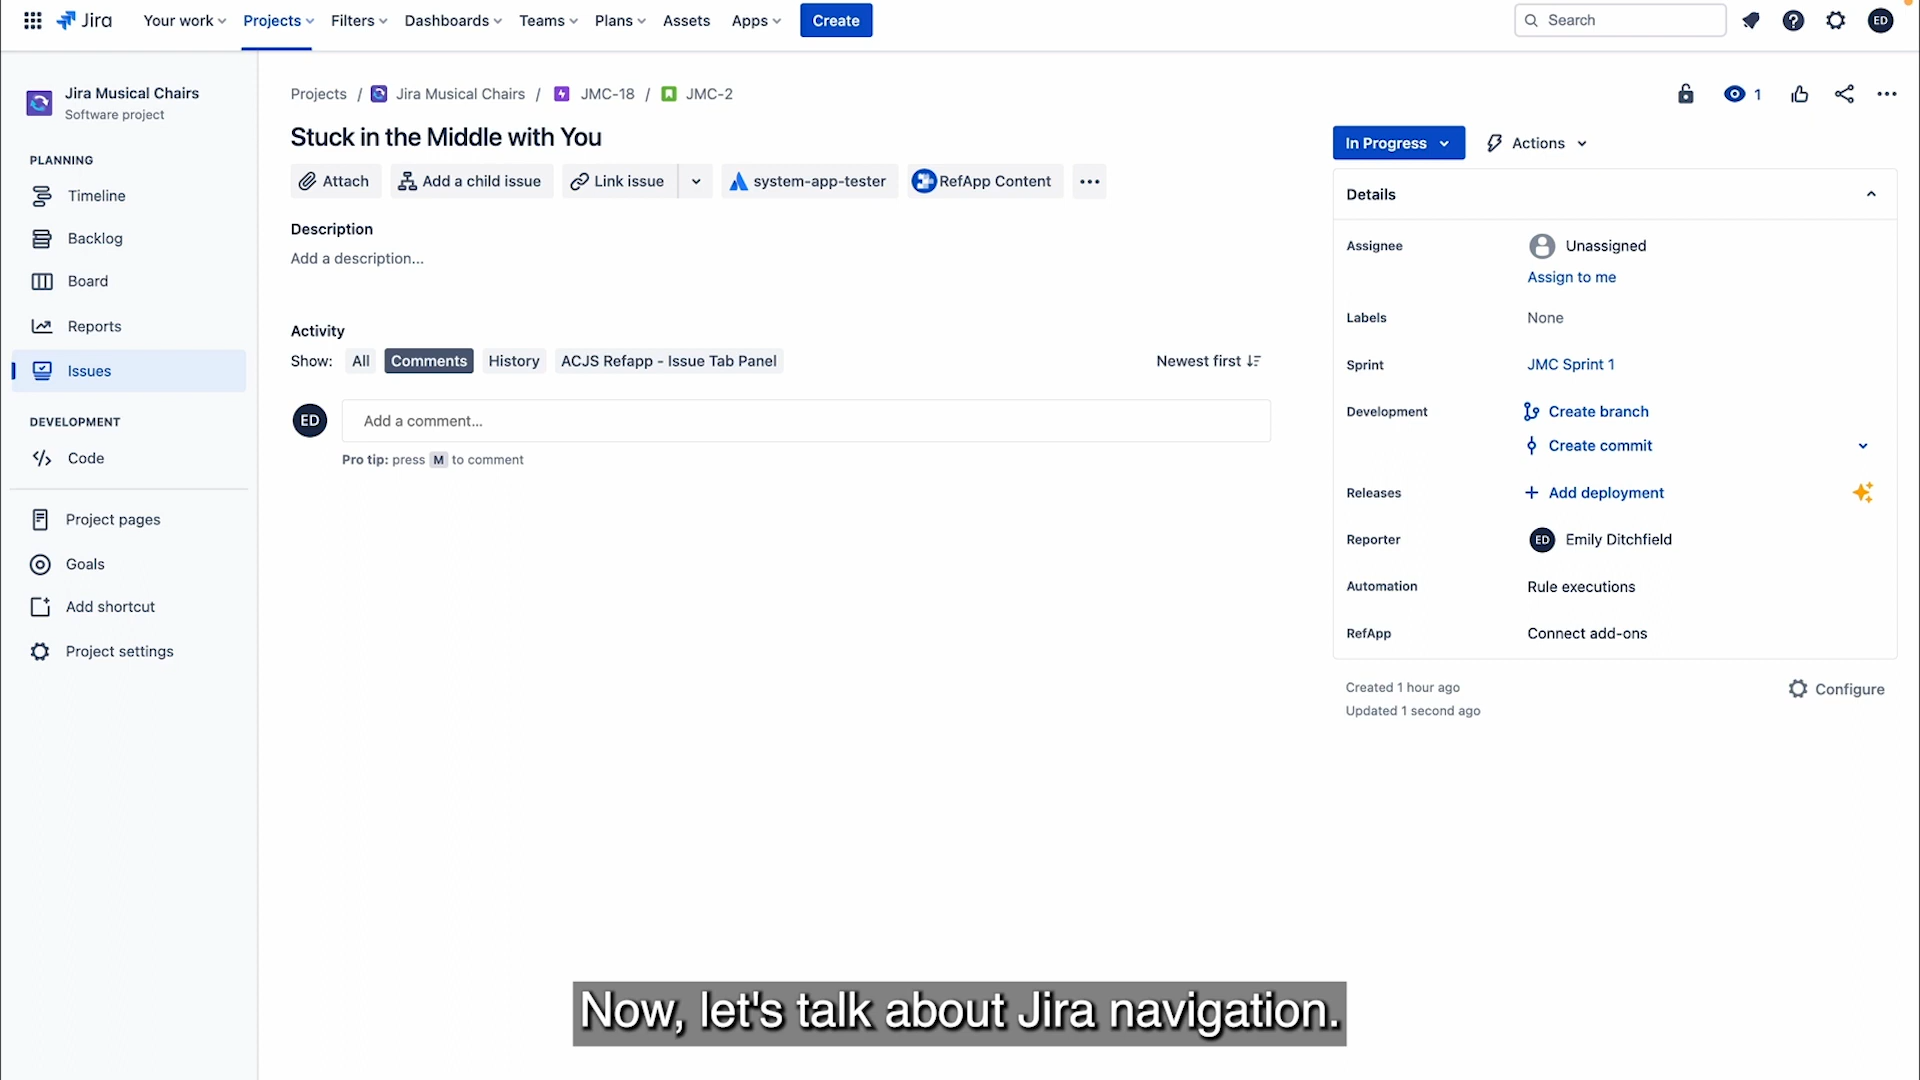 Jira
Your work
Projects
Filters
Dashboards
Teams
Plans
Assets
Apps
Create
Search
ED
Jira Musical Chairs
Software project
PLANNING
Timeline
Backlog
Board
Reports
Issues
DEVELOPMENT
Code
Project pages
Goals
Add shortcut
Project settings
Projects / Jira Musical Chairs / JMC-18 / JMC-2
1
Stuck in the Middle with You
Attach
Add a child issue
Link issue
system-app-tester
RefApp Content
Description
Add a description...
Activity
Show: All Comments History ACJS Refapp - Issue Tab Panel
Newest first
ED
Add a comment...
Pro tip: press M to comment
In Progress
Actions
Details
Assignee
Unassigned
Assign to me
Labels
None
Sprint
JMC Sprint 1
Development
Create branch
Create commit
Releases
Add deployment
Reporter
ED
Emily Ditchfield
Automation
Rule executions
RefApp
Connect add-ons
Created 1 hour ago
Updated 1 second ago
Configure
Now, let's talk about Jira navigation.